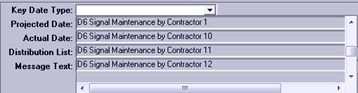 Key Date Type:
Projected Date: D6 Signal Maintenance by Contractor 1
Actual Date: D6 Signal Maintenance by Contractor 10
Distribution List: D6 Signal Maintenance by Contractor 11
Message Text: D6 Signal Maintenance by Contractor 12